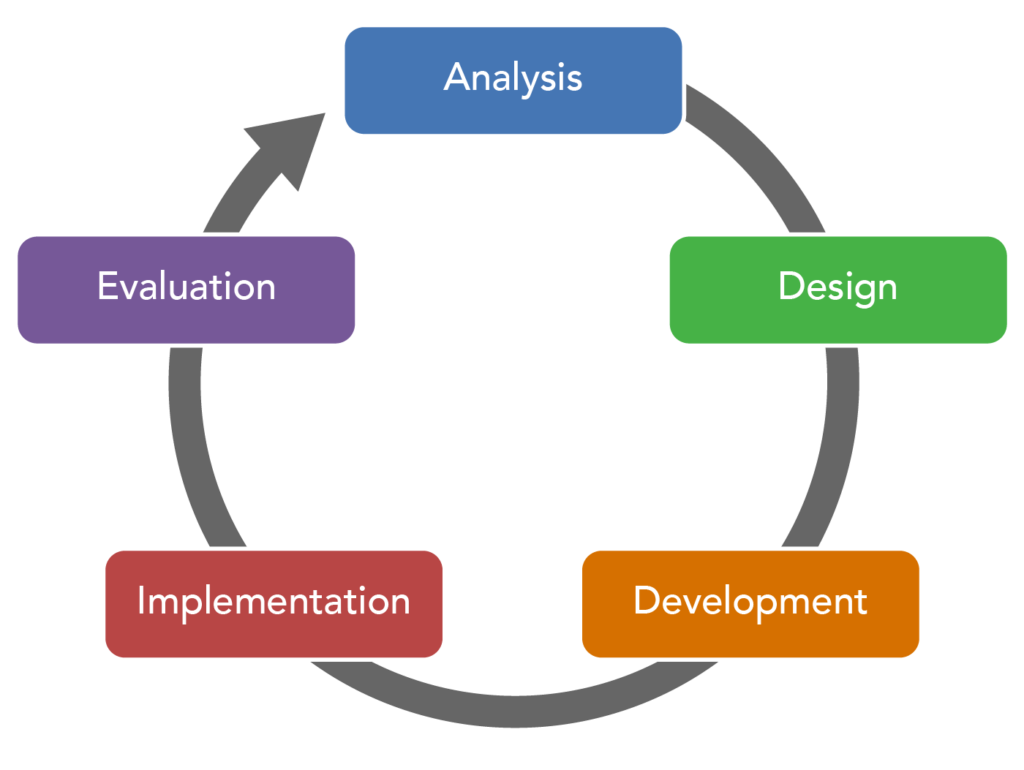 Analysis
Design
Development
Implementation
Evaluation